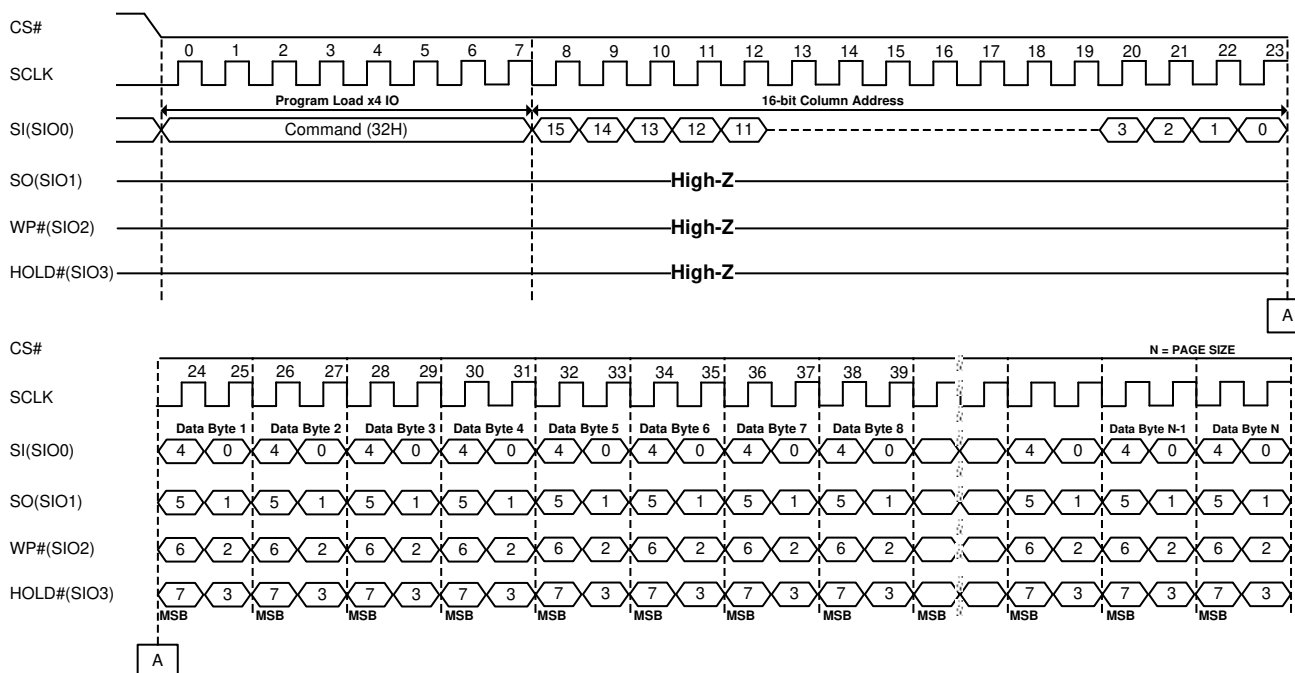 CS#
0 1 2 3 4 5 6 7 8 9 10 11 12 13 14 15 16 17 18 19 20 21 22 23
SCLK
Program Load x4 IO 16-bit Column Address
SI(SIO0) Command (32H) 15 14 13 12 11 3 2 1 0
SO(SIO1) High-Z
WP#(SIO2) High-Z
HOLD#(SIO3) High-Z
A
CS# N = PAGE SIZE
24 25 26 27 28 29 30 31 32 33 34 35 36 37 38 39
SCLK
Data Byte 1 Data Byte 2 Data Byte 3 Data Byte 4 Data Byte 5 Data Byte 6 Data Byte 7 Data Byte 8 Data Byte N-1 Data Byte N
SI(SIO0) 4 0 4 0 4 0 4 0 4 0 4 0 4 0 4 0 4 0 4 0 4 0
SO(SIO1) 5 1 5 1 5 1 5 1 5 1 5 1 5 1 5 1 5 1 5 1 5 1
WP#(SIO2) 6 2 6 2 6 2 6 2 6 2 6 2 6 2 6 2 6 2 6 2 6 2
HOLD#(SIO3) 7 3 7 3 7 3 7 3 7 3 7 3 7 3 7 3 7 3 7 3 7 3
MSB MSB MSB MSB MSB MSB MSB MSB MSB MSB MSB MSB
A